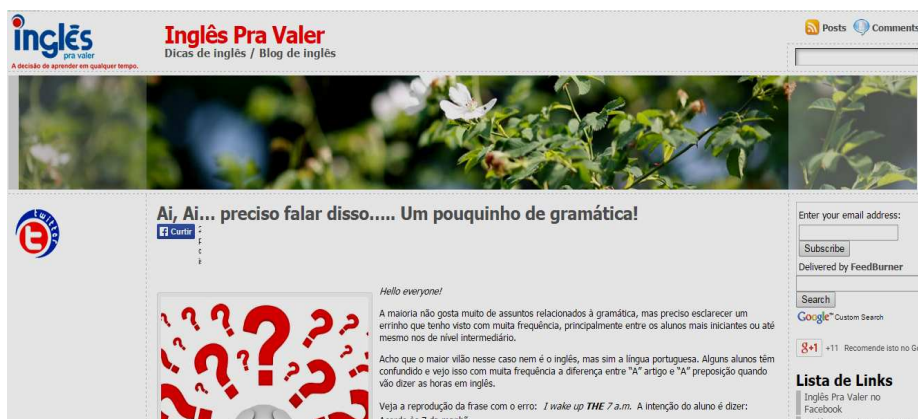 inglês
pra valer
A decisão de aprender em qualquer tempo.
Inglês Pra Valer
Dicas de inglês / Blog de inglês
Posts
Comments
twitter
Ai, Ai... preciso falar disso..... Um pouquinho de gramática!
Curtir
Hello everyone!
A maioria não gosta muito de assuntos relacionados à gramática, mas preciso esclarecer um
errinho que tenho visto com muita frequência, principalmente entre os alunos mais iniciantes ou até
mesmo nos de nível intermediário.
Acho que o maior vilão nesse caso nem é o inglês, mas sim a língua portuguesa. Alguns alunos têm
confundido e vejo isso com muita frequência a diferença entre "A" artigo e "A" preposição quando
vão dizer as horas em inglês.
Veja a reprodução da frase com o erro: I wake up THE 7 a.m. A intenção do aluno é dizer:
Enter your email address:
Subscribe
Delivered by FeedBurner
Search
Google™ Custom Search
g+1 +11 Recomende isto no Go
Lista de Links
Inglês Pra Valer no
Facebook